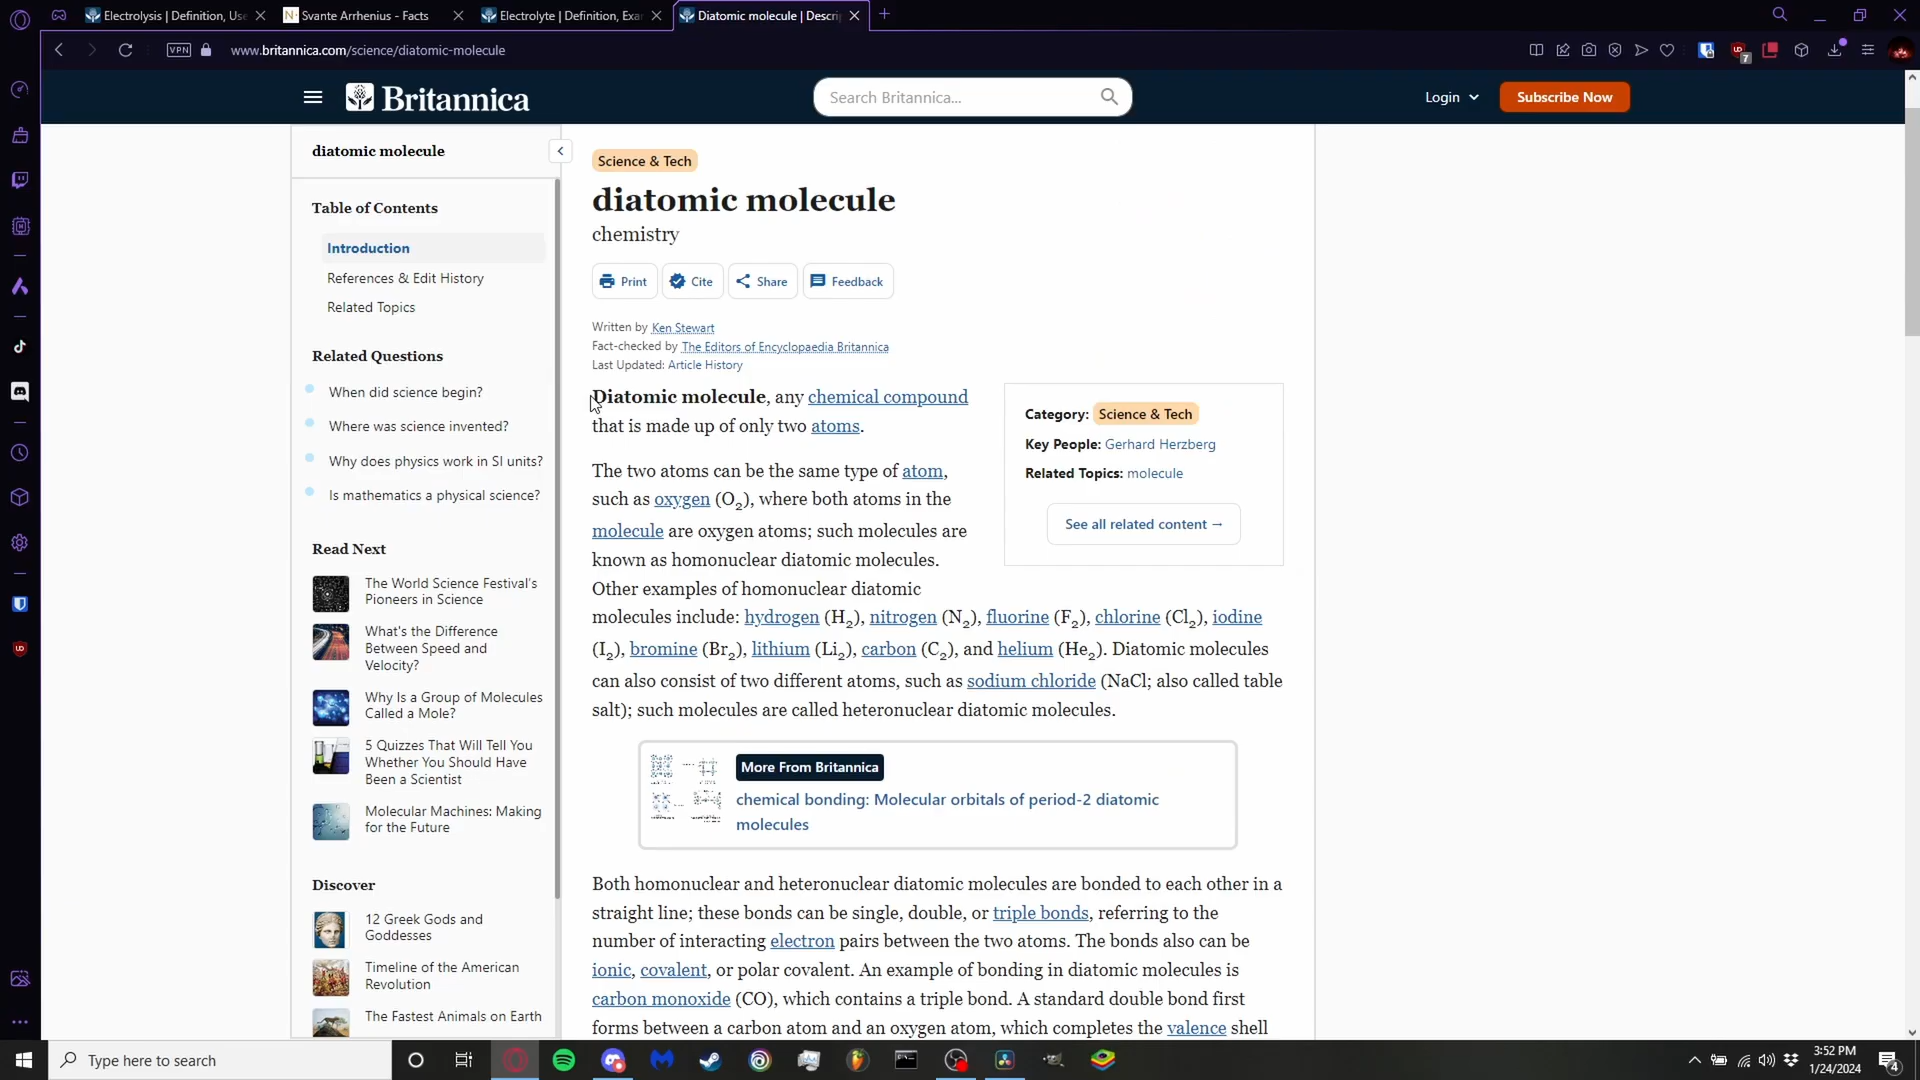 Electrolysis | Definition, Use
Svante Arrhenius - Facts
Electrolyte | Definition, Exa
Diatomic molecule | Descri
VPN
www.britannica.com/science/diatomic-molecule
7
Britannica
Search Britannica...
Login
Subscribe Now
diatomic molecule
Table of Contents
Introduction
References & Edit History
Related Topics
Related Questions
When did science begin?
Where was science invented?
Why does physics work in SI units?
Is mathematics a physical science?
Read Next
The World Science Festival's
Pioneers in Science
What's the Difference
Between Speed and
Velocity?
Why Is a Group of Molecules
Called a Mole?
5 Quizzes That Will Tell You
Whether You Should Have
Been a Scientist
Molecular Machines: Making
for the Future
Discover
12 Greek Gods and
Goddesses
Timeline of the American
Revolution
The Fastest Animals on Earth
Science & Tech
diatomic molecule
chemistry
Print Cite Share Feedback
Written by Ken Stewart
Fact-checked by The Editors of Encyclopaedia Britannica
Last Updated: Article History
Diatomic molecule, any chemical compound
that is made up of only two atoms.
The two atoms can be the same type of atom,
such as oxygen (O2), where both atoms in the
molecule are oxygen atoms; such molecules are
known as homonuclear diatomic molecules.
Other examples of homonuclear diatomic
molecules include: hydrogen (H2), nitrogen (N2), fluorine (F2), chlorine (Cl2), iodine
(I2), bromine (Br2), lithium (Li2), carbon (C2), and helium (He2). Diatomic molecules
can also consist of two different atoms, such as sodium chloride (NaCl; also called table
salt); such molecules are called heteronuclear diatomic molecules.
Category: Science & Tech
Key People: Gerhard Herzberg
Related Topics: molecule
See all related content →
More From Britannica
chemical bonding: Molecular orbitals of period-2 diatomic
molecules
Both homonuclear and heteronuclear diatomic molecules are bonded to each other in a
straight line; these bonds can be single, double, or triple bonds, referring to the
number of interacting electron pairs between the two atoms. The bonds also can be
ionic, covalent, or polar covalent. An example of bonding in diatomic molecules is
carbon monoxide (CO), which contains a triple bond. A standard double bond first
forms between a carbon atom and an oxygen atom, which completes the valence shell
Type here to search
3:52 PM
1/24/2024
4